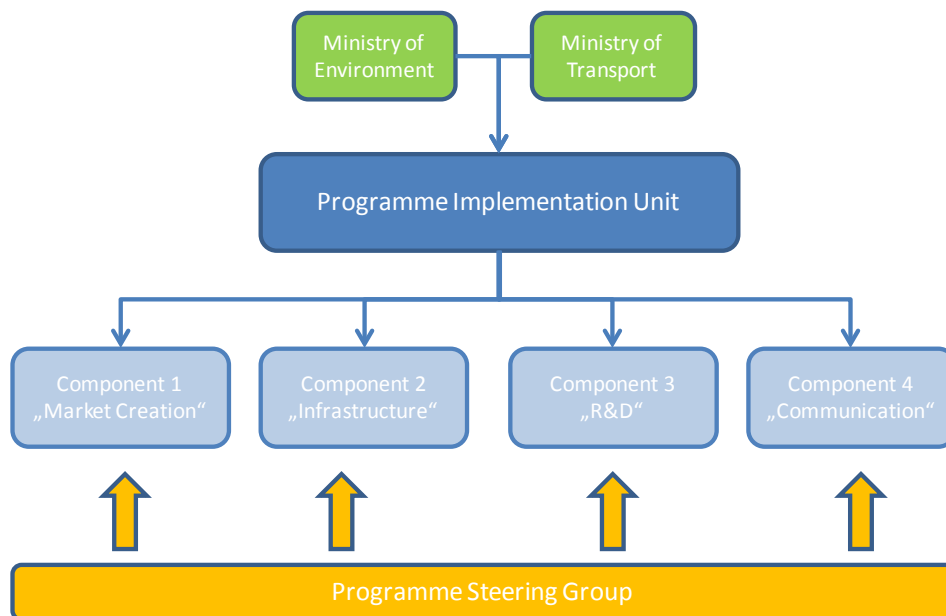 Ministry of
Environment
Ministry of
Transport
Programme Implementation Unit
Component 1
„Market Creation“
Component 2
„Infrastructure“
Component 3
„R&D“
Component 4
„Communication“
Programme Steering Group